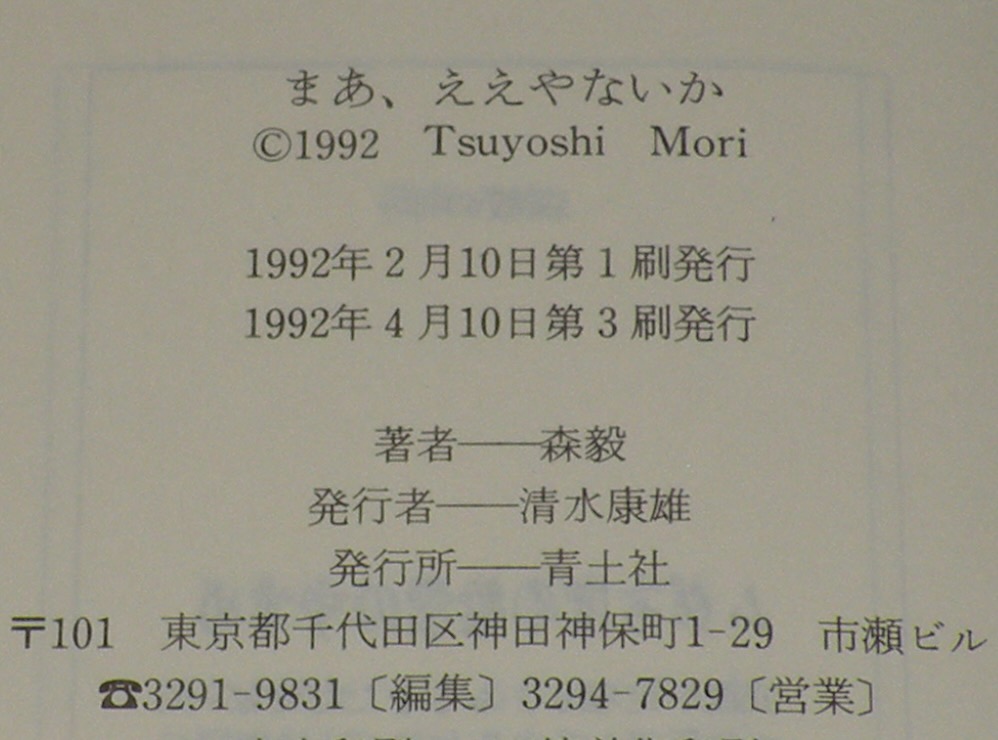 まあ、ええやないか
©1992　Tsuyoshi　Mori
1992年2月10日第1刷発行
1992年4月10日第3刷発行
著者——森毅
発行者——清水康雄
発行所——青土社
〒101　東京都千代田区神田神保町1-29　市瀬ビル
☎3291-9831〔編集〕3294-7829〔営業〕